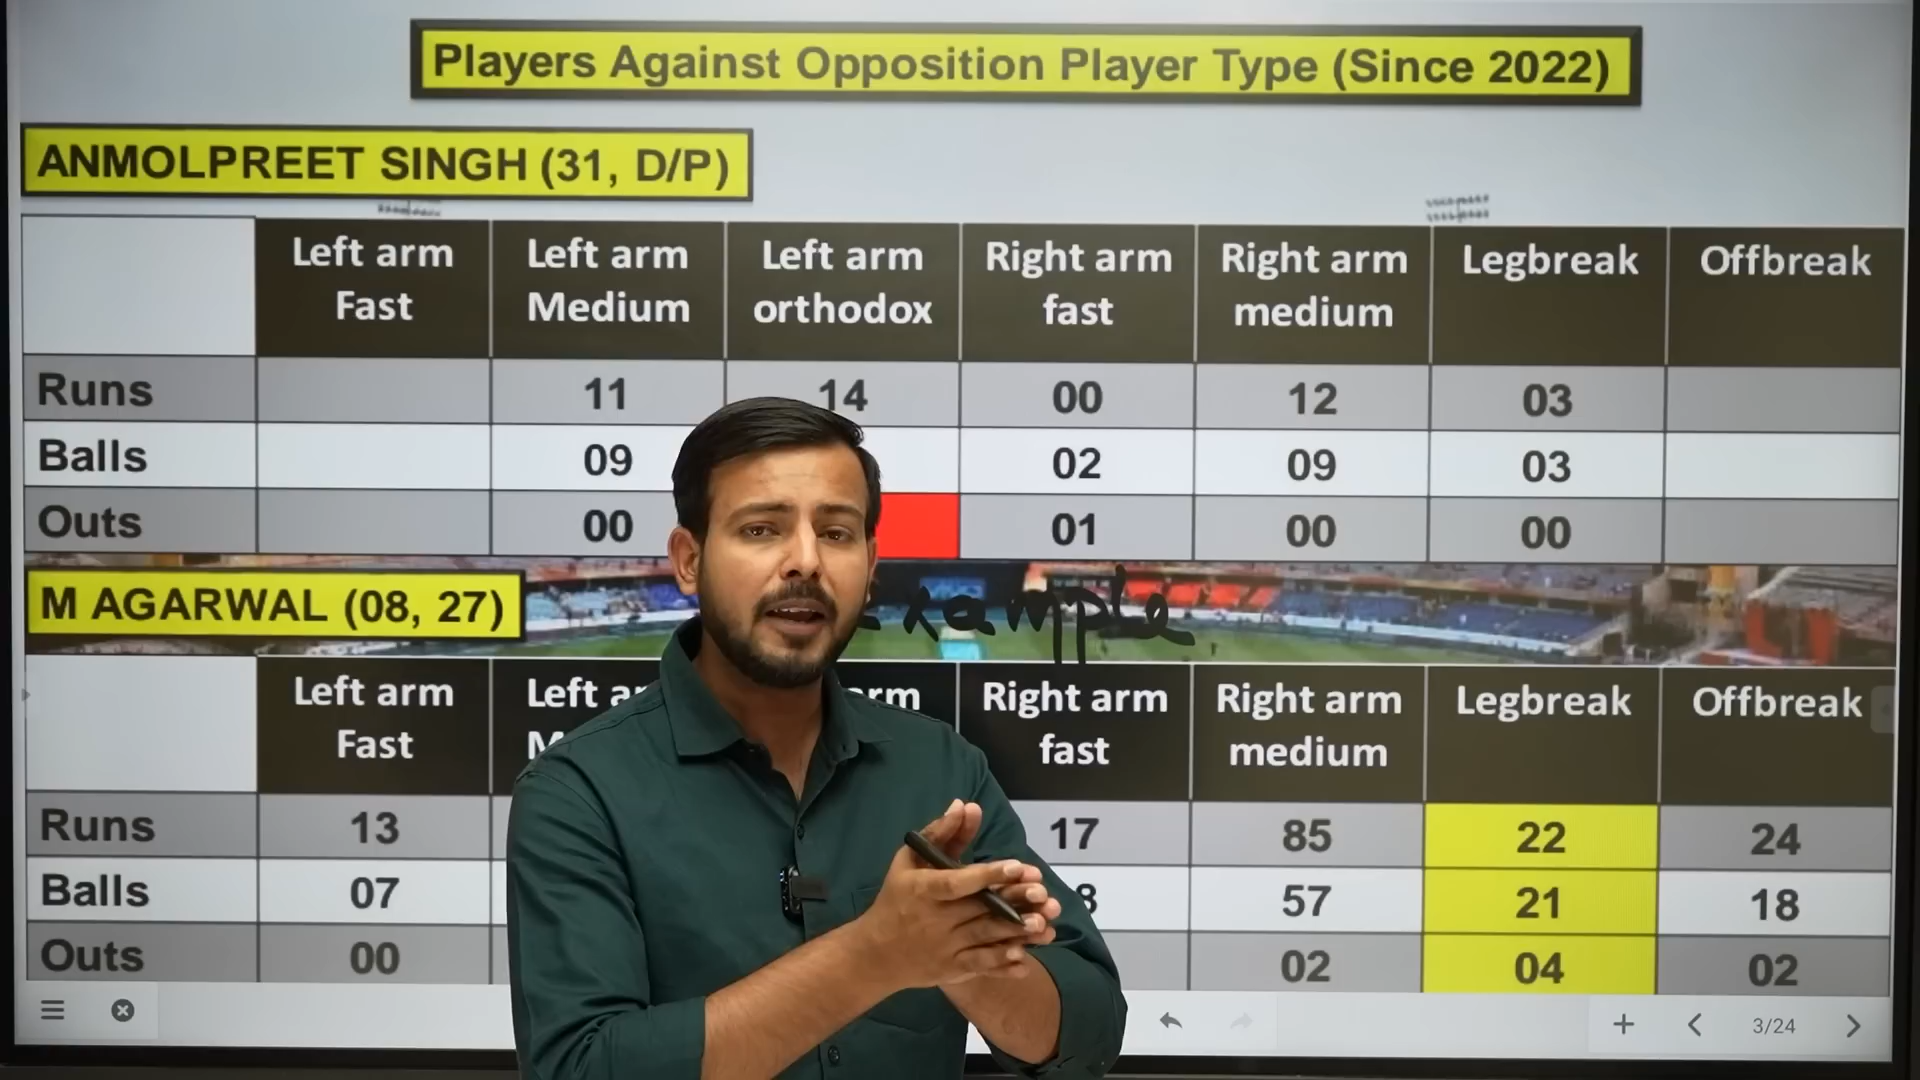 Players Against Opposition Player Type (Since 2022)
ANMOLPREET SINGH (31, D/P)
Left arm Fast Left arm Medium Left arm orthodox Right arm fast Right arm medium Legbreak Offbreak
Runs 11 14 00 12 03
Balls 09 02 09 03
Outs 00 01 00 00
M AGARWAL (08, 27)
example
Left arm Fast Left Right arm fast Right arm medium Legbreak Offbreak
Runs 13 17 85 22 24
Balls 07 57 21 18
Outs 00 02 04 02
3/24